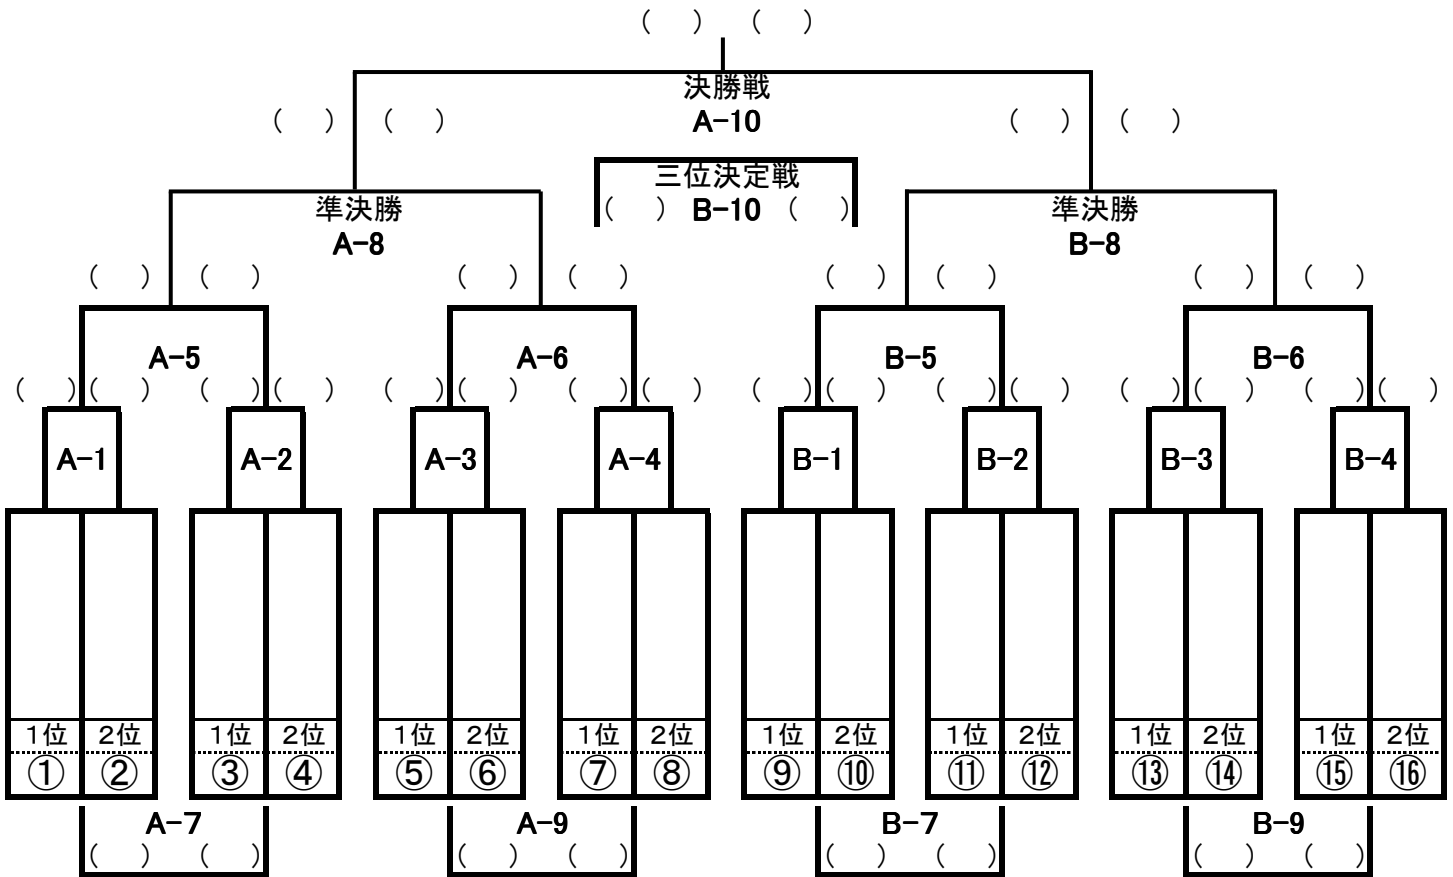 ( ) ( )
決勝戦
A-10
( ) ( ) ( ) ( )
三位決定戦
( ) B-10 ( )
準決勝 準決勝
A-8 B-8
( ) ( ) ( ) ( ) ( ) ( ) ( ) ( )
A-5 A-6 B-5 B-6
( ) ( ) ( ) ( ) ( ) ( ) ( ) ( ) ( ) ( ) ( ) ( ) ( ) ( ) ( ) ( )
A-1 A-2 A-3 A-4 B-1 B-2 B-3 B-4
1位 2位 1位 2位 1位 2位 1位 2位 1位 2位 1位 2位 1位 2位 1位 2位
① ② ③ ④ ⑤ ⑥ ⑦ ⑧ ⑨ ⑩ ⑪ ⑫ ⑬ ⑭ ⑮ ⑯
A-7 A-9 B-7 B-9
( ) ( ) ( ) ( ) ( ) ( ) ( ) ( )